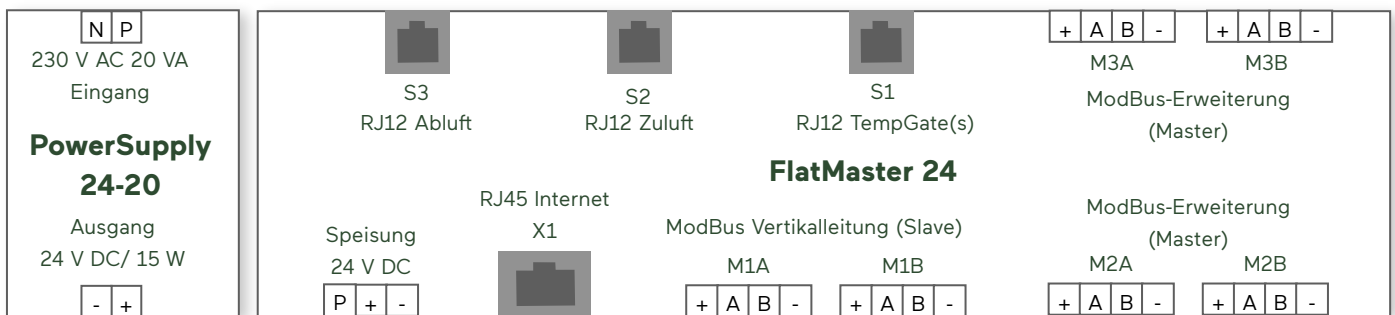 N P
230 V AC 20 VA
Eingang
PowerSupply
24-20
Ausgang
24 V DC/ 15 W
- +
S3
RJ12 Abluft
S2
RJ12 Zuluft
S1
RJ12 TempGate(s)
+ A B -
M3A
+ A B -
M3B
ModBus-Erweiterung
(Master)
FlatMaster 24
Speisung
24 V DC
P + -
RJ45 Internet
X1
ModBus Vertikalleitung (Slave)
M1A
+ A B -
M1B
+ A B -
ModBus-Erweiterung
(Master)
M2A
+ A B -
M2B
+ A B -